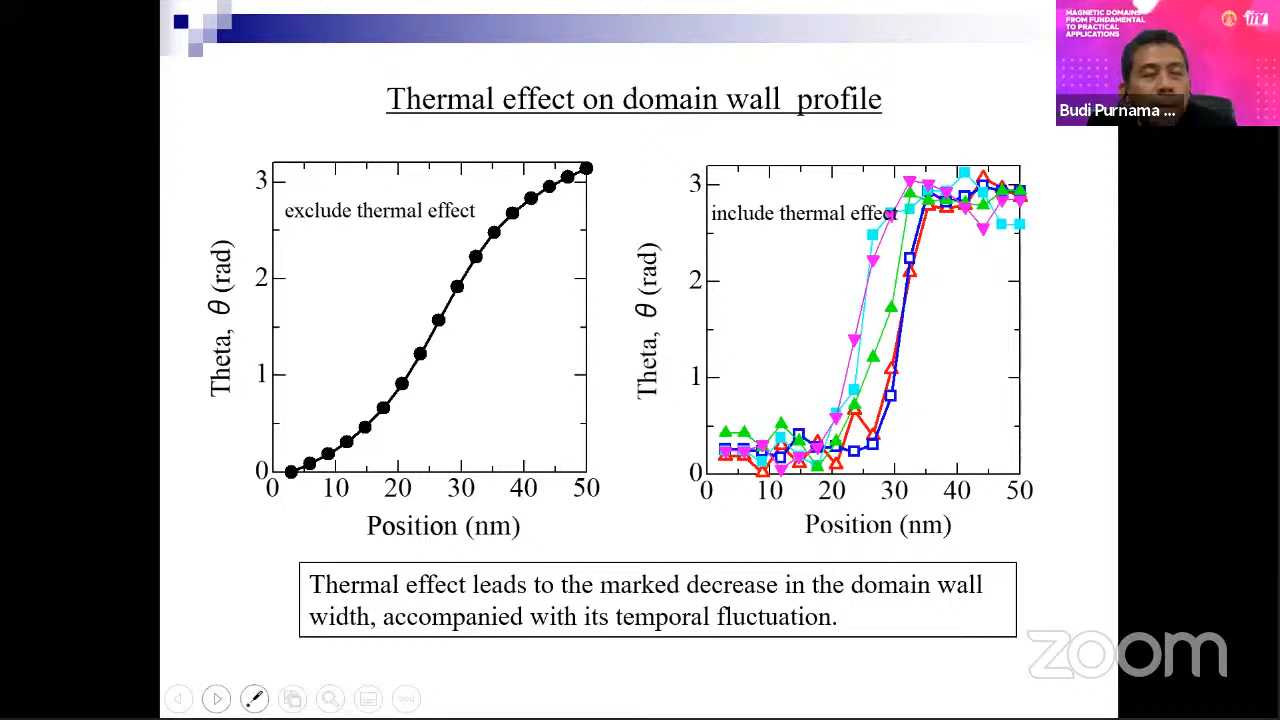 MAGNETIC DOMAINS
FROM FUNDAMENTAL
TO PRACTICAL
APPLICATIONS
iTV
Budi Purnama ...
Thermal effect on domain wall profile
exclude thermal effect
3
2
1
0
0 10 20 30 40 50
Theta, θ (rad)
Position (nm)
include thermal effect
3
2
1
0
0 10 20 30 40 50
Theta, θ (rad)
Position (nm)
Thermal effect leads to the marked decrease in the domain wall
width, accompanied with its temporal fluctuation.
zoom